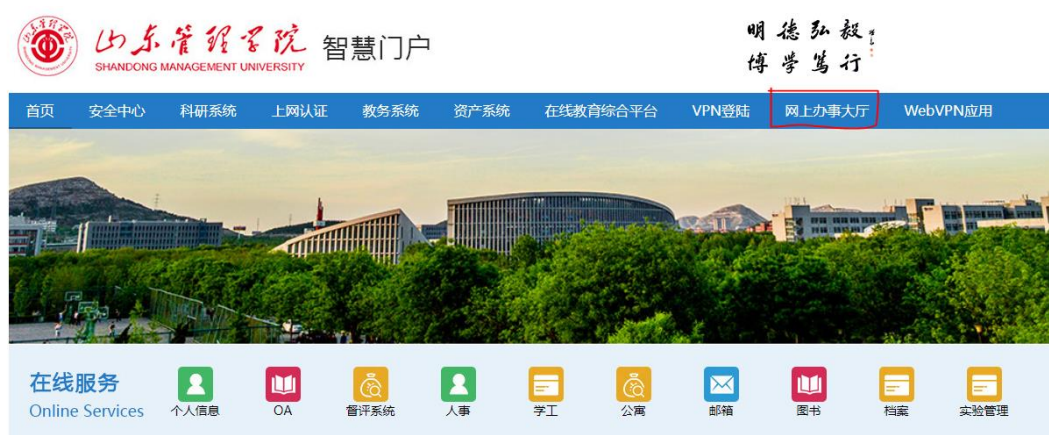 山东管理学院 智慧门户
SHANDONG MANAGEMENT UNIVERSITY
明德弘毅
博学笃行
首页 安全中心 科研系统 上网认证 教务系统 资产系统 在线教育综合平台 VPN登陆 网上办事大厅 WebVPN应用
在线服务
Online Services
个人信息 OA 督评系统 人事 学工 公寓 邮箱 图书 档案 实验管理